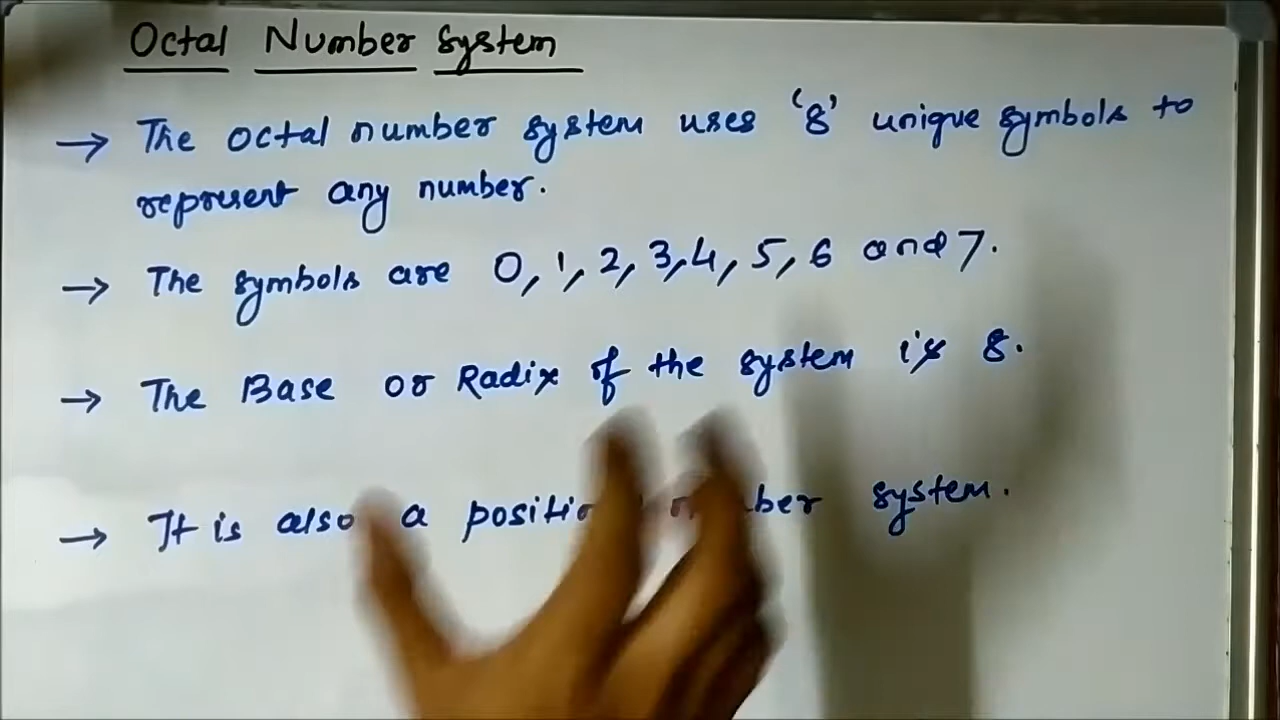 Octal Number System
→ The octal number system uses '8' unique symbols to
represent any number.
→ The symbols are 0, 1, 2, 3, 4, 5, 6 and 7.
→ The Base or Radix of the system is 8.
→ It is also a system.